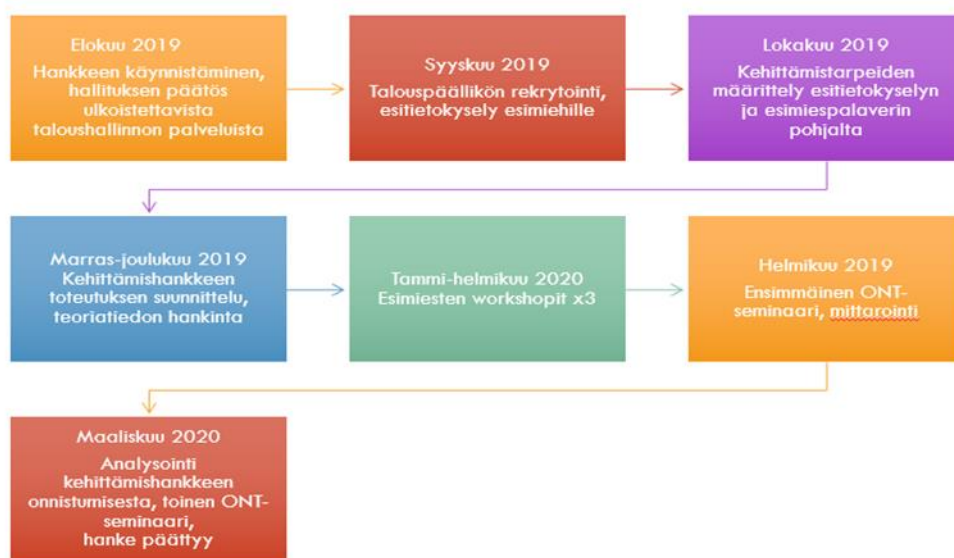 Elokuu 2019
Hankkeen käynnistäminen,
hallituksen päätös
ulkoistettavista
taloushallinnon palveluista
Syyskuu 2019
Talouspäällikön rekrytointi,
esitietokysely esimiehille
Lokakuu 2019
Kehittämistarpeiden
määrittely esitietokyselyn
ja esimiespalaverin
pohjalta
Marras-joulukuu 2019
Kehittämishankkeen
toteutuksen suunnittelu,
teoriatiedon hankinta
Tammi-helmikuu 2020
Esimiesten workshopit x3
Helmikuu 2019
Ensimmäinen ONT-
seminaari, mittarointi
Maaliskuu 2020
Analysointi
kehittämishankkeen
onnistumisesta, toinen ONT-
seminaari,
hanke päättyy